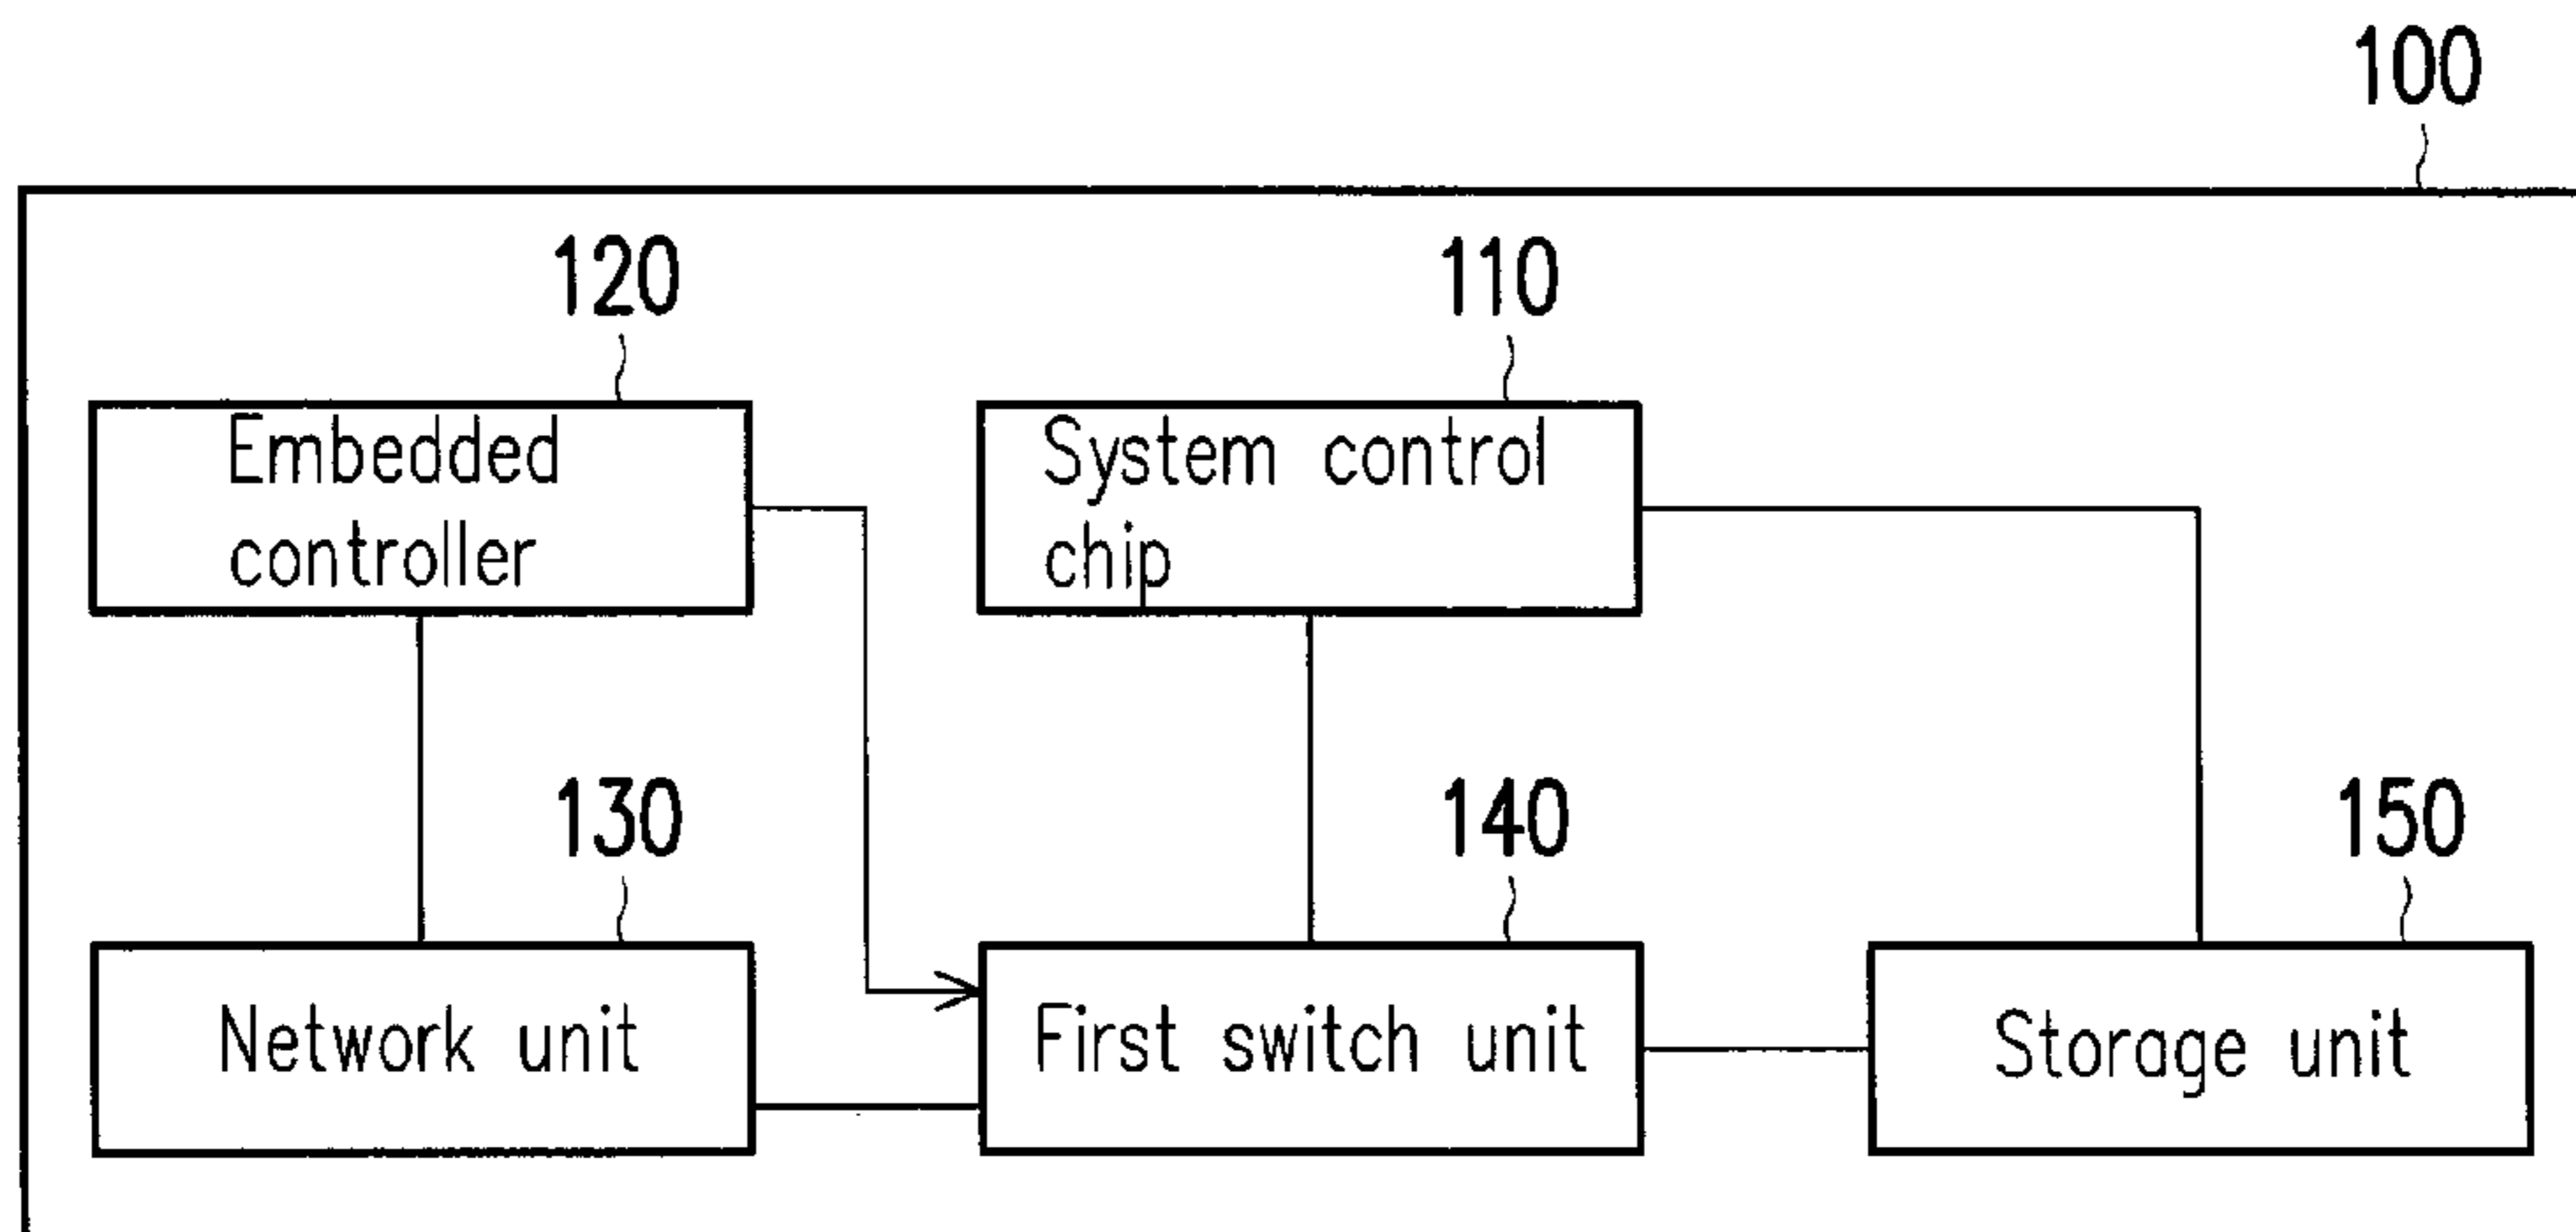 100
120
110
Embedded
controller
System control
chip
130
140
150
Network unit
First switch unit
Storage unit